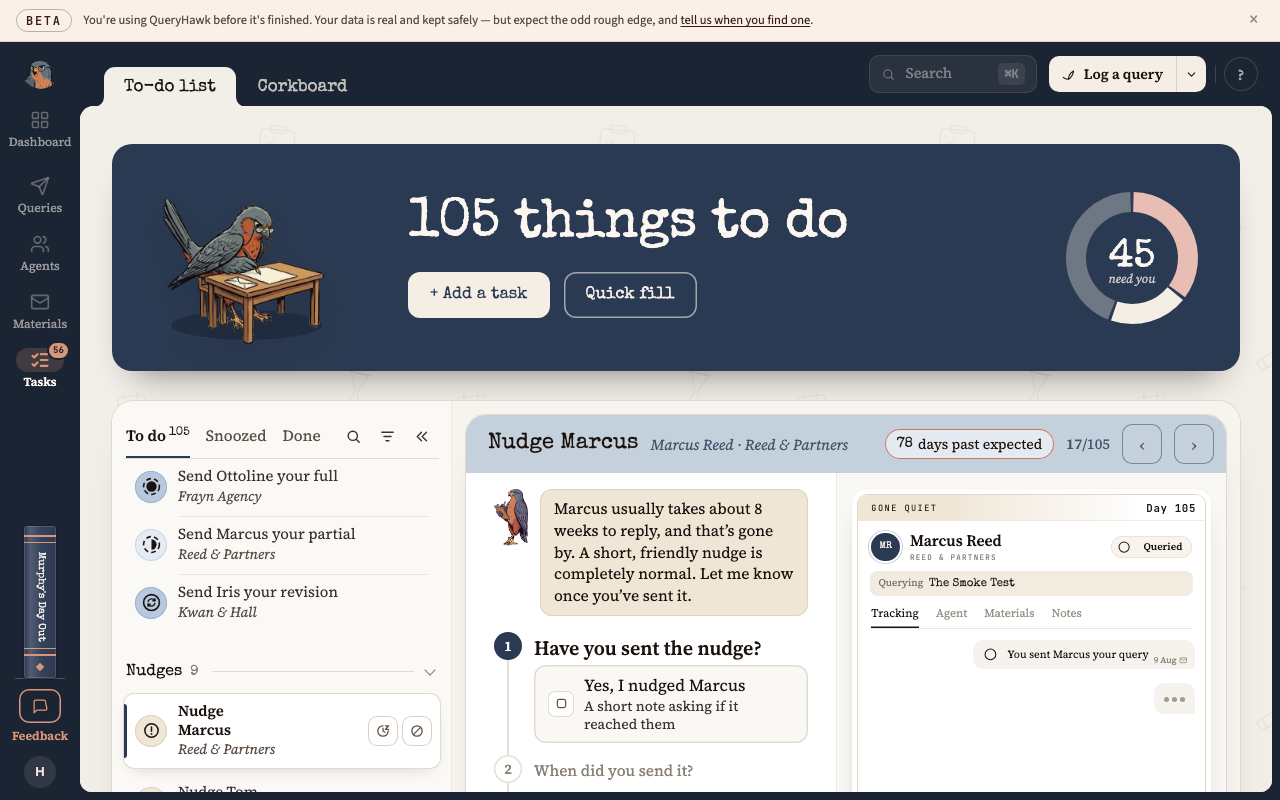 BETA
You're using QueryHawk before it's finished. Your data is real and kept safely — but expect the odd rough edge, and tell us when you find one.
×
To-do list
Corkboard
Search
⌘K
Log a query
?
Dashboard
Queries
Agents
Materials
56
Tasks
Murphy's Day Out
Feedback
H
105 things to do
+ Add a task
Quick fill
45
need you
To do 105
Snoozed
Done
Send Ottoline your full
Frayn Agency
Send Marcus your partial
Reed & Partners
Send Iris your revision
Kwan & Hall
Nudges 9
Nudge
Marcus
Reed & Partners
Nudge Tom
Nudge Marcus
Marcus Reed · Reed & Partners
78 days past expected
17/105
‹
›
Marcus usually takes about 8
weeks to reply, and that's gone
by. A short, friendly nudge is
completely normal. Let me know
once you've sent it.
1
Have you sent the nudge?
Yes, I nudged Marcus
A short note asking if it
reached them
2
When did you send it?
GONE QUIET
Day 105
MR
Marcus Reed
REED & PARTNERS
Queried
Querying The Smoke Test
Tracking
Agent
Materials
Notes
You sent Marcus your query
9 Aug